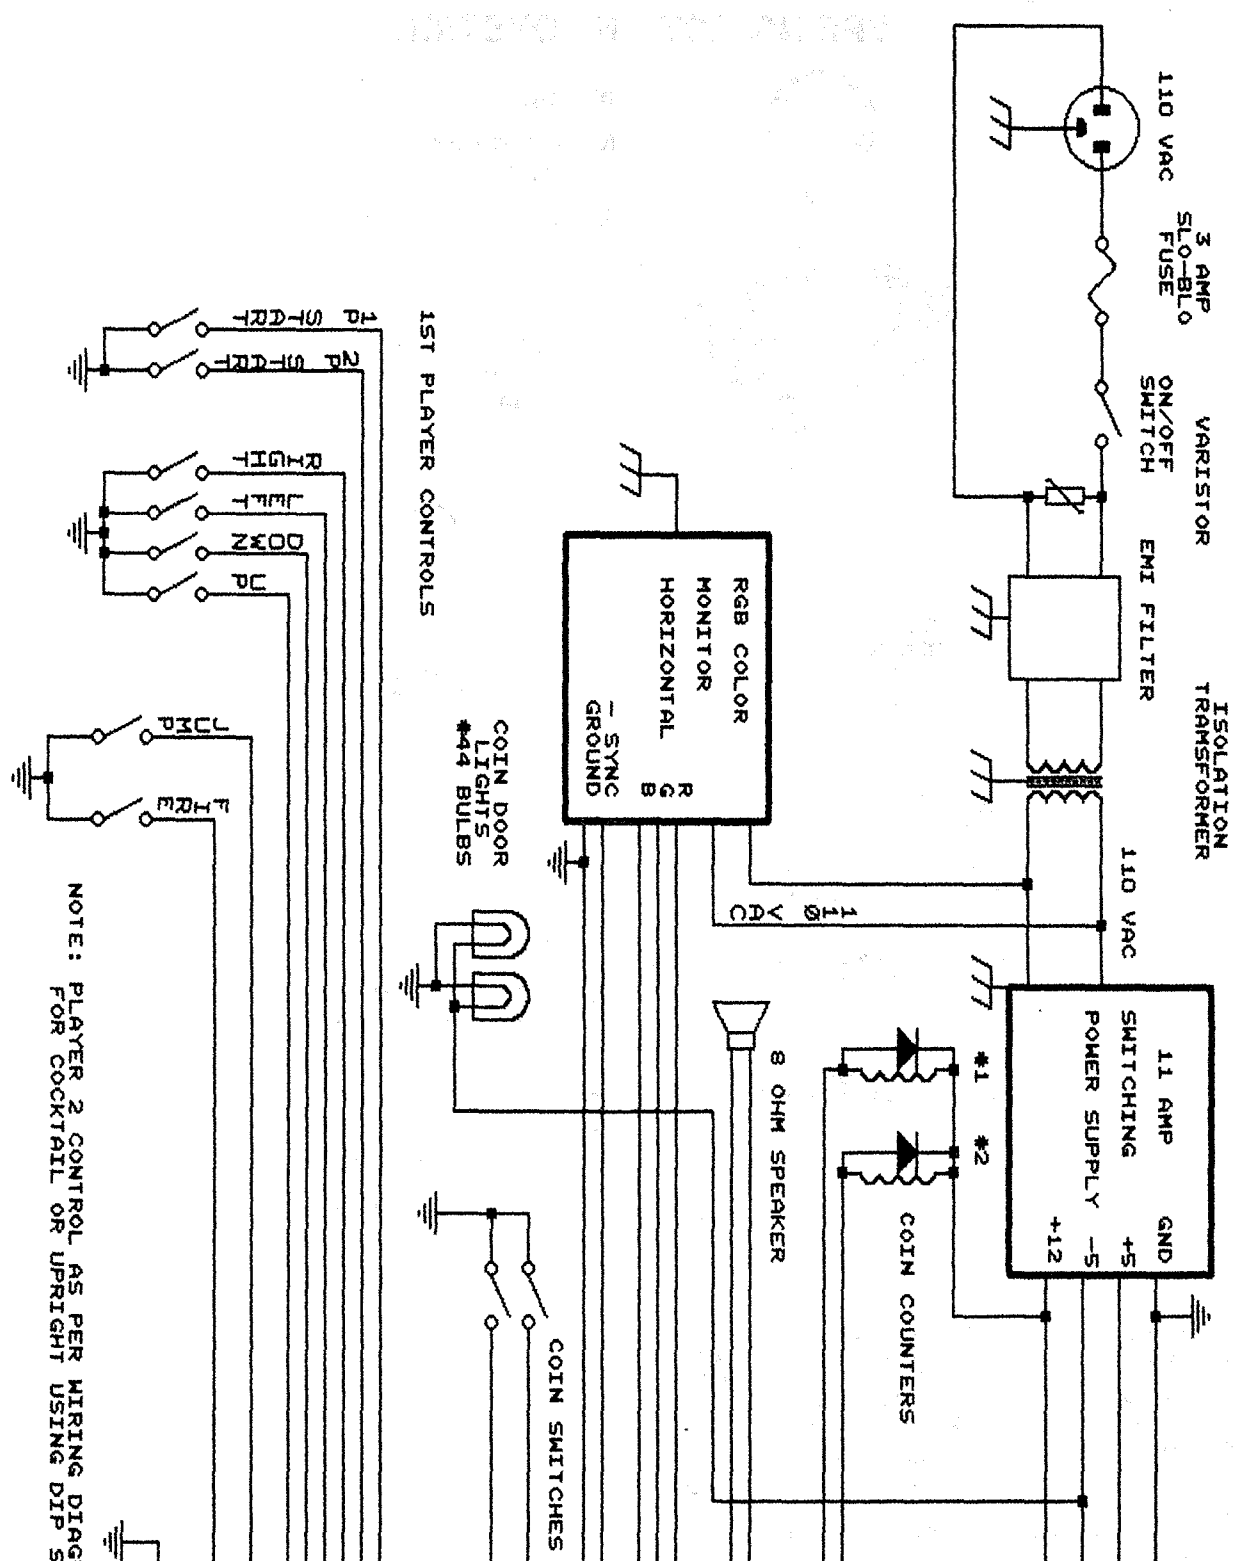 110 VAC
3 AMP
SLO-BLO
FUSE
ON/OFF
SWITCH
VARISTOR
EMI FILTER
ISOLATION
TRAMSFORMER
110 VAC
11 AMP
SWITCHING
POWER SUPPLY
GND
+5
-5
+12
#1
#2
COIN COUNTERS
8 OHM SPEAKER
RGB COLOR
MONITOR
HORIZONTAL
R
G
B
- SYNC
GROUND
110 VAC
COIN DOOR
LIGHTS
#44 BULBS
COIN SWITCHES
1ST PLAYER CONTROLS
1P START
2P START
RIGHT
LEFT
DOWN
UP
JUMP
FIRE
NOTE: PLAYER 2 CONTROL AS PER WIRING DIAG
FOR COCKTAIL OR UPRIGHT USING DIP S